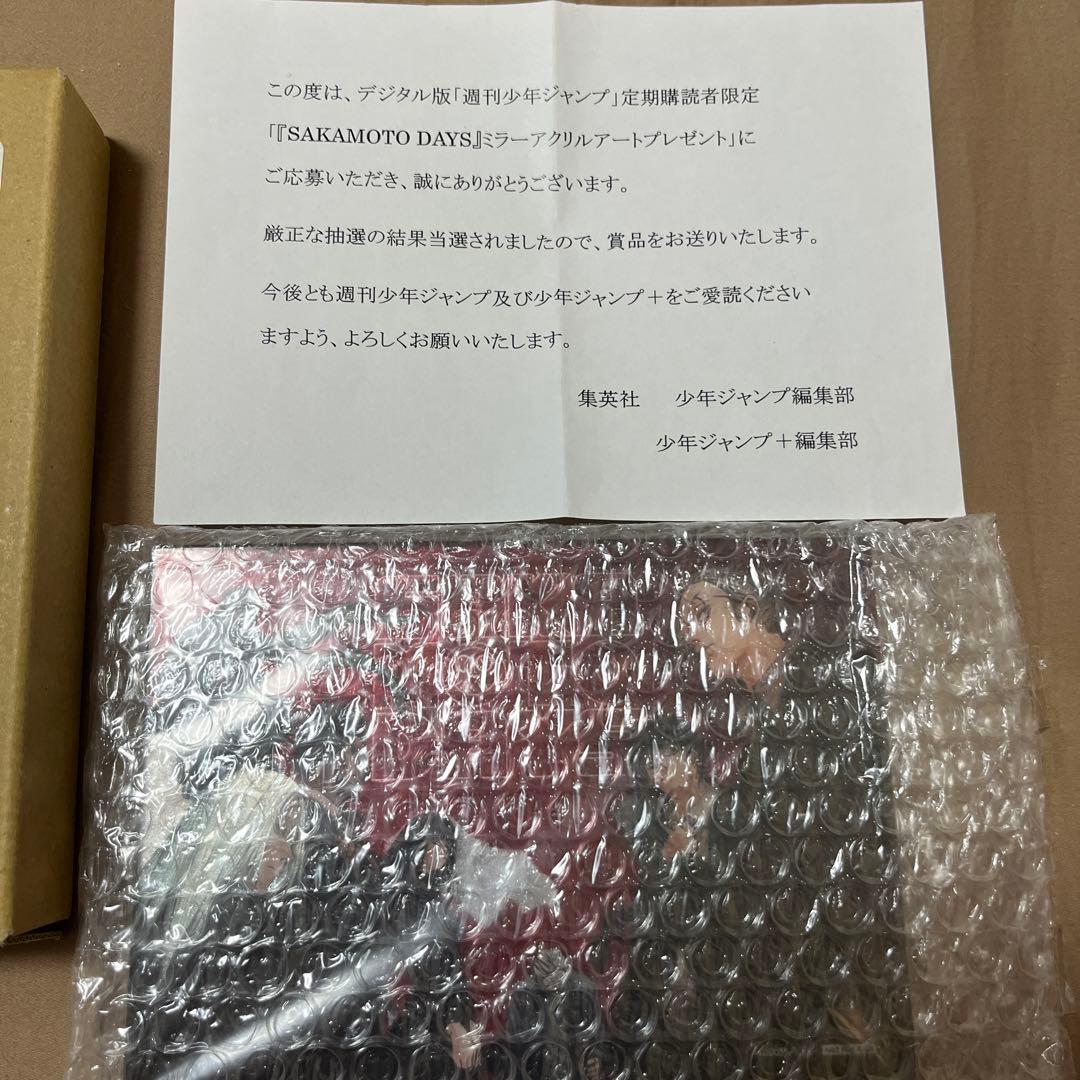 この度は、デジタル版「週刊少年ジャンプ」定期購読者限定
「『SAKAMOTO DAYS』ミラーアクリルアートプレゼント」に
ご応募いただき、誠にありがとうございます。
厳正な抽選の結果当選されましたので、賞品をお送りいたします。
今後とも週刊少年ジャンプ及び少年ジャンプ＋をご愛読ください
ますよう、よろしくお願いいたします。
集英社　少年ジャンプ編集部
少年ジャンプ＋編集部